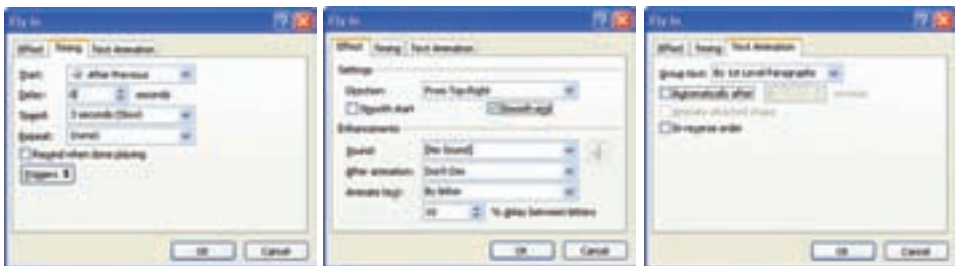 Fly In
Effect Timing Text Animation
Start: After Previous
Delay: seconds
Speed: 3 seconds (Slow)
Repeat: (none)
Rewind when done playing
Triggers
OK Cancel
Fly In
Effect Timing Text Animation
Settings
Direction: From Top-Right
Smooth start Smooth end
Enhancements
Sound: [No Sound]
After animation: Don't Dim
Animate text: By letter
10 % delay between letters
OK Cancel
Fly In
Effect Timing Text Animation
Group text: By 1st Level Paragraphs
Automatically after seconds
Animate attached shape
In reverse order
OK Cancel